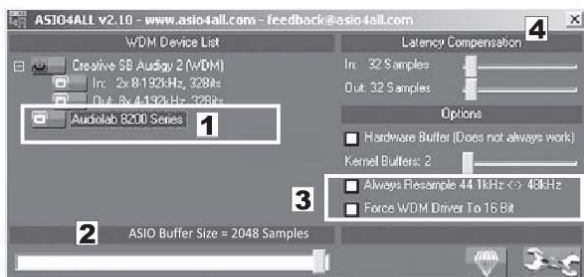 ASIO4ALL v2.10 - www.asio4all.com - feedback@asio4all.com
4
WDM Device List
Latency Compensation
Creative SB Audigy 2 (WDM)
In: 2x 8-192kHz, 32Bits
Out: 8x 4-192kHz, 32Bits
Audiolab 8200 Series
1
In: 32 Samples
Out: 32 Samples
Options
Hardware Buffer (Does not always work)
Kernel Buffers: 2
3
Always Resample 44.1kHz <-> 48kHz
Force WDM Driver To 16 Bit
2
ASIO Buffer Size = 2048 Samples